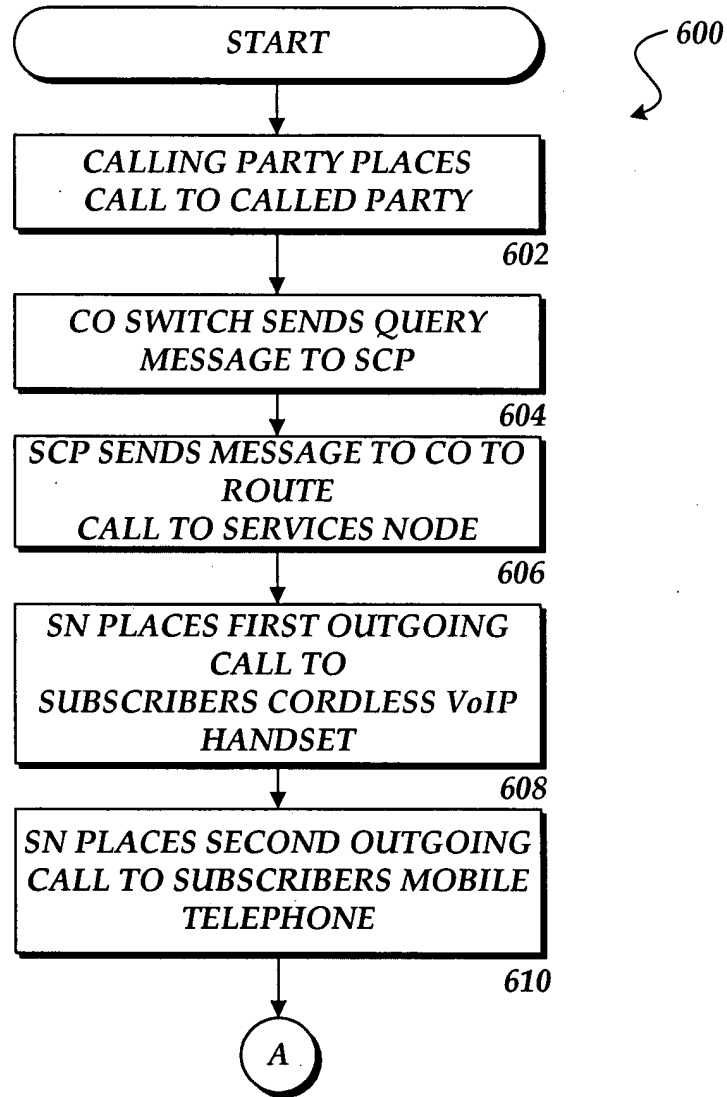 START
600
CALLING PARTY PLACES
CALL TO CALLED PARTY
602
CO SWITCH SENDS QUERY
MESSAGE TO SCP
604
SCP SENDS MESSAGE TO CO TO
ROUTE
CALL TO SERVICES NODE
606
SN PLACES FIRST OUTGOING
CALL TO
SUBSCRIBERS CORDLESS VoIP
HANDSET
608
SN PLACES SECOND OUTGOING
CALL TO SUBSCRIBERS MOBILE
TELEPHONE
610
A